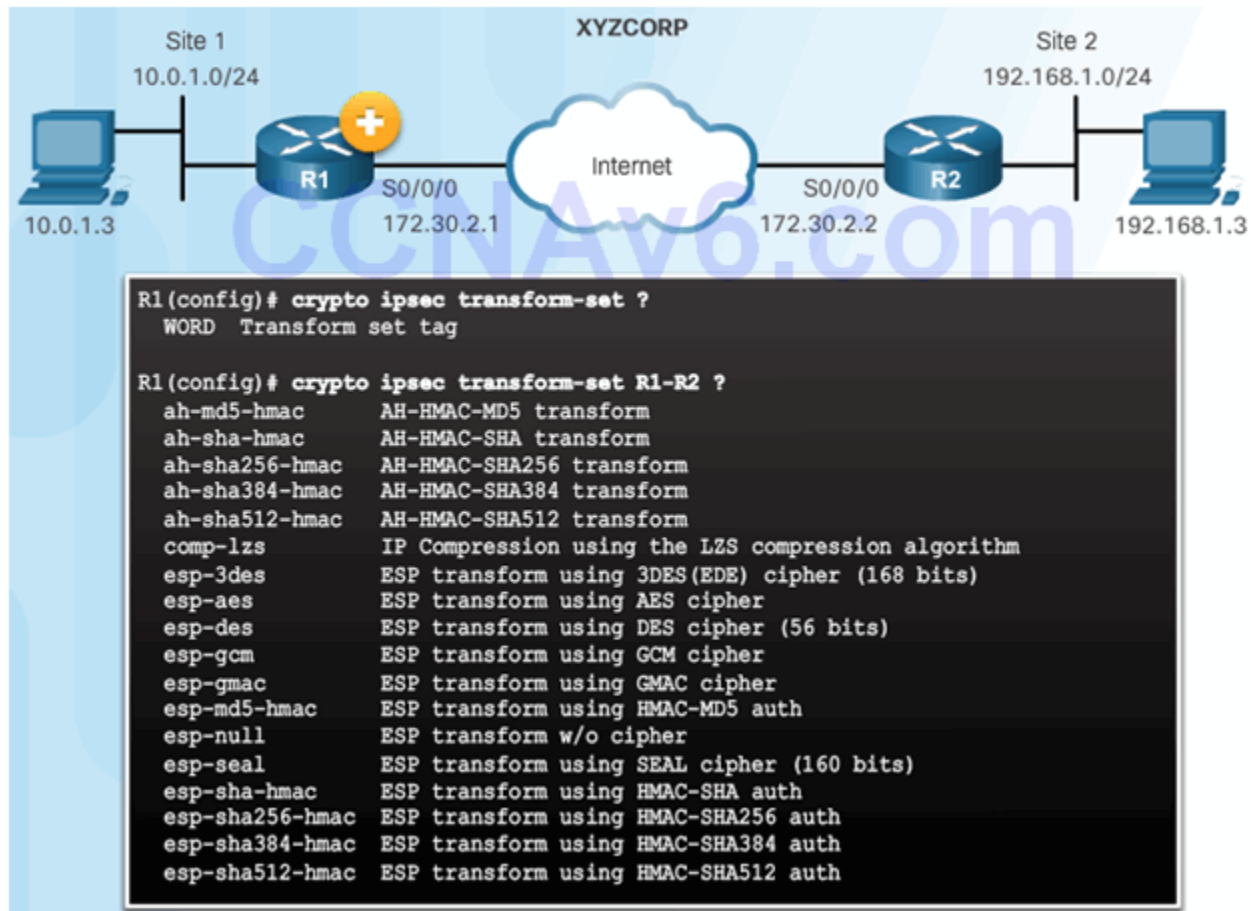 XYZCORP
Site 1
10.0.1.0/24
Site 2
192.168.1.0/24
Internet
R1
S0/0/0
172.30.2.1
S0/0/0
172.30.2.2
R2
10.0.1.3
192.168.1.3
CCNAv6.com
R1(config)# crypto ipsec transform-set ?
WORD  Transform set tag
R1(config)# crypto ipsec transform-set R1-R2 ?
ah-md5-hmac      AH-HMAC-MD5 transform
ah-sha-hmac      AH-HMAC-SHA transform
ah-sha256-hmac   AH-HMAC-SHA256 transform
ah-sha384-hmac   AH-HMAC-SHA384 transform
ah-sha512-hmac   AH-HMAC-SHA512 transform
comp-lzs         IP Compression using the LZS compression algorithm
esp-3des         ESP transform using 3DES(EDE) cipher (168 bits)
esp-aes          ESP transform using AES cipher
esp-des          ESP transform using DES cipher (56 bits)
esp-gcm          ESP transform using GCM cipher
esp-gmac         ESP transform using GMAC cipher
esp-md5-hmac     ESP transform using HMAC-MD5 auth
esp-null         ESP transform w/o cipher
esp-seal         ESP transform using SEAL cipher (160 bits)
esp-sha-hmac     ESP transform using HMAC-SHA auth
esp-sha256-hmac  ESP transform using HMAC-SHA256 auth
esp-sha384-hmac  ESP transform using HMAC-SHA384 auth
esp-sha512-hmac  ESP transform using HMAC-SHA512 auth